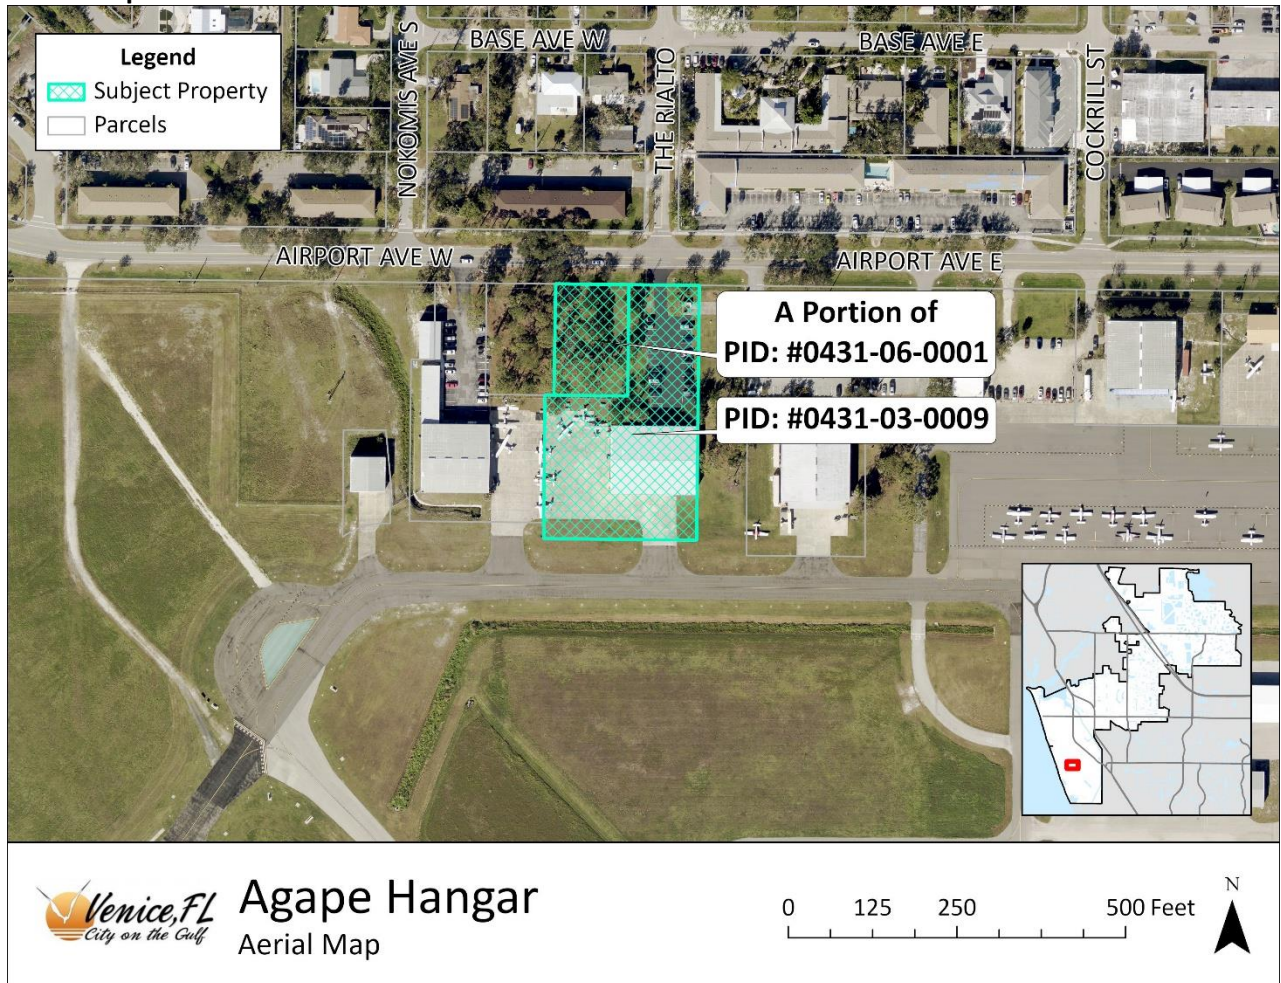 Legend
Subject Property
Parcels
BASE AVE W
BASE AVE E
NOKOMIS AVE S
THE RIALTO
COCKRILL ST
AIRPORT AVE W
AIRPORT AVE E
A Portion of
PID: #0431-06-0001
PID: #0431-03-0009
Venice, FL
City on the Gulf
Agape Hangar
Aerial Map
0 125 250 500 Feet
N